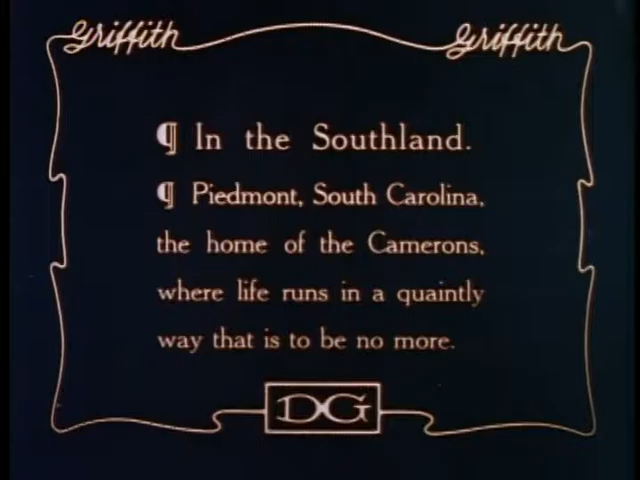 Griffith Griffith
¶ In the Southland.
¶ Piedmont, South Carolina,
the home of the Camerons,
where life runs in a quaintly
way that is to be no more.
DG